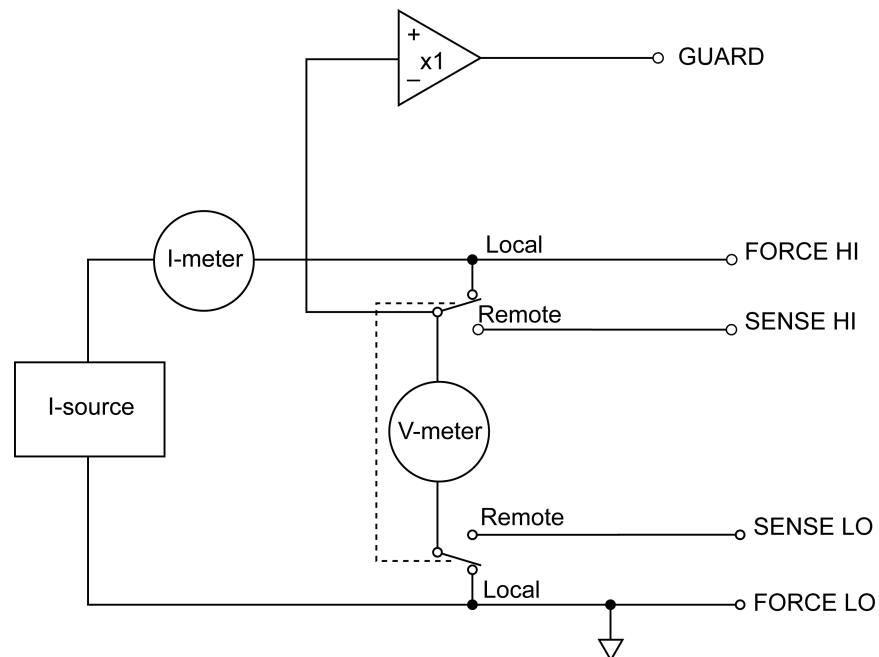 +
x1
–
GUARD
Local
I-meter
FORCE HI
Remote
SENSE HI
I-source
V-meter
Remote
SENSE LO
Local
FORCE LO